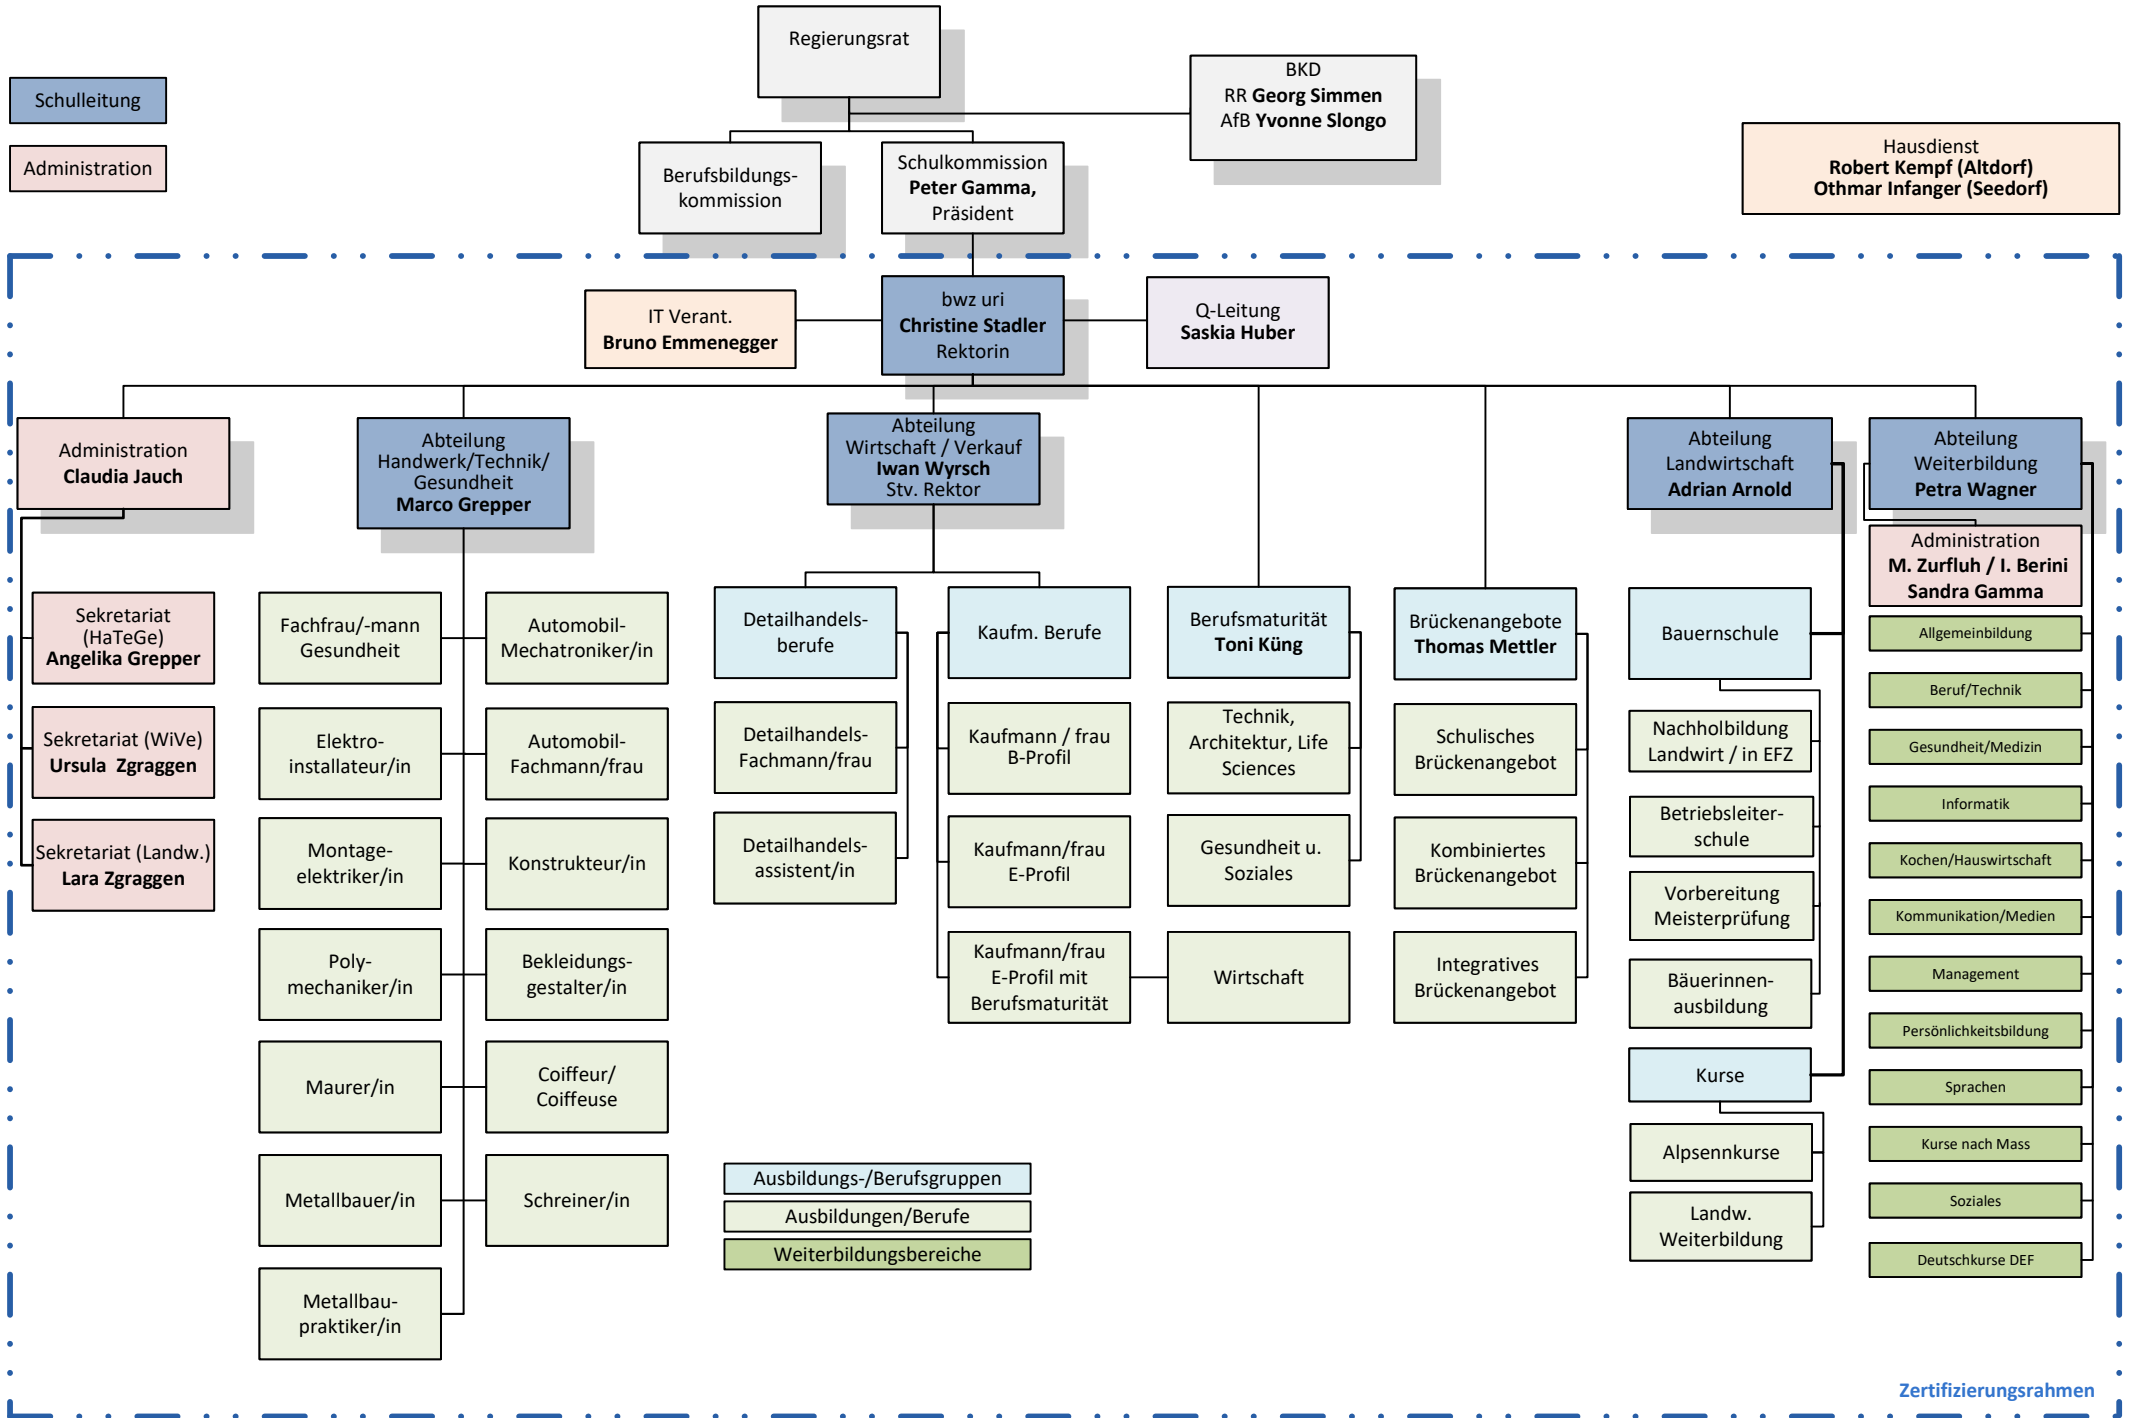 Regierungsrat
Schulleitung
Administration
BKD
RR Georg Simmen
AfB Yvonne Slongo
Berufsbildungs-
kommission
Schulkommission
Peter Gamma,
Präsident
Hausdienst
Robert Kempf (Altdorf)
Othmar Infanger (Seedorf)
IT Verant.
Bruno Emmenegger
bwz uri
Christine Stadler
Rektorin
Q-Leitung
Saskia Huber
Administration
Claudia Jauch
Sekretariat
(HaTeGe)
Angelika Grepper
Sekretariat (WiVe)
Ursula  Zgraggen
Sekretariat (Landw.)
Lara Zgraggen
Abteilung
Handwerk/Technik/
Gesundheit
Marco Grepper
Fachfrau/-mann
Gesundheit
Automobil-
Mechatroniker/in
Elektro-
installateur/in
Automobil-
Fachmann/frau
Montage-
elektriker/in
Konstrukteur/in
Poly-
mechaniker/in
Bekleidungs-
gestalter/in
Maurer/in
Coiffeur/
Coiffeuse
Metallbauer/in
Schreiner/in
Metallbau-
praktiker/in
Abteilung
Wirtschaft / Verkauf
Iwan Wyrsch
Stv. Rektor
Detailhandels-
berufe
Detailhandels-
Fachmann/frau
Detailhandels-
assistent/in
Kaufm. Berufe
Kaufmann / frau
B-Profil
Kaufmann/frau
E-Profil
Kaufmann/frau
E-Profil mit
Berufsmaturität
Berufsmaturität
Toni Küng
Technik,
Architektur, Life
Sciences
Gesundheit u.
Soziales
Wirtschaft
Brückenangebote
Thomas Mettler
Schulisches
Brückenangebot
Kombiniertes
Brückenangebot
Integratives
Brückenangebot
Abteilung
Landwirtschaft
Adrian Arnold
Bauernschule
Nachholbildung
Landwirt / in EFZ
Betriebsleiter-
schule
Vorbereitung
Meisterprüfung
Bäuerinnen-
ausbildung
Kurse
Alpsennkurse
Landw.
Weiterbildung
Abteilung
Weiterbildung
Petra Wagner
Administration
M. Zurfluh / I. Berini
Sandra Gamma
Allgemeinbildung
Beruf/Technik
Gesundheit/Medizin
Informatik
Kochen/Hauswirtschaft
Kommunikation/Medien
Management
Persönlichkeitsbildung
Sprachen
Kurse nach Mass
Soziales
Deutschkurse DEF
Ausbildungs-/Berufsgruppen
Ausbildungen/Berufe
Weiterbildungsbereiche
Zertifizierungsrahmen